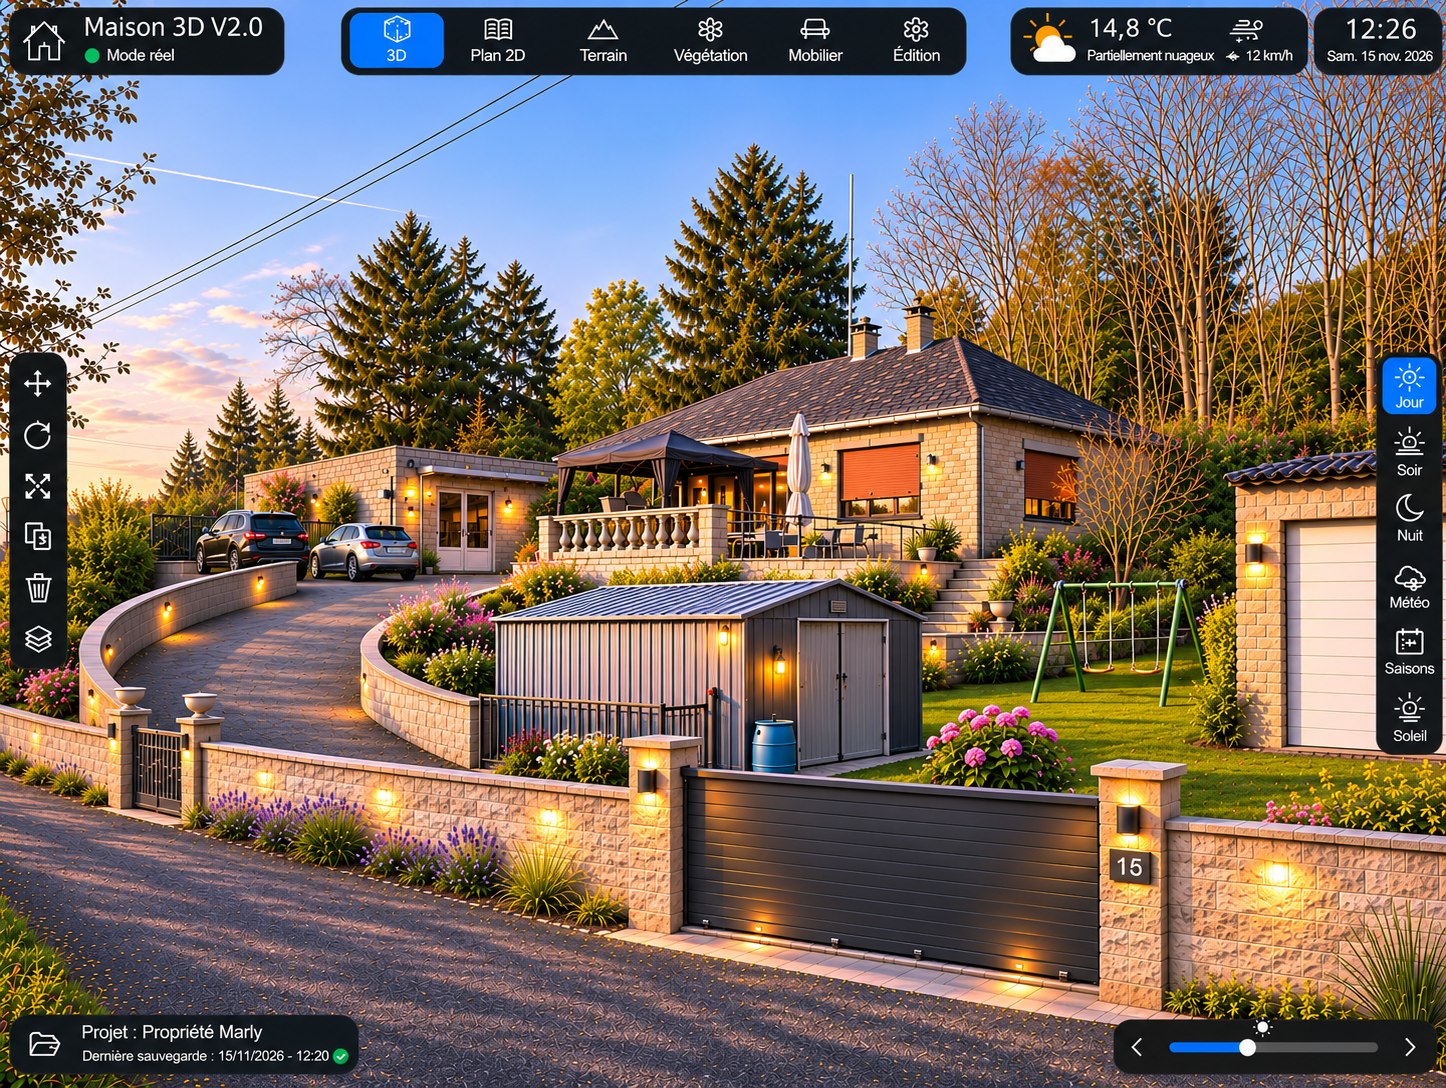 Maison 3D V2.0
Mode réel
3D
Plan 2D
Terrain
Végétation
Mobilier
Édition
14,8 °C
Partiellement nuageux
12 km/h
12:26
Sam. 15 nov. 2026
Jour
Soir
Nuit
Météo
Saisons
Soleil
15
Projet : Propriété Marly
Dernière sauvegarde : 15/11/2026 - 12:20